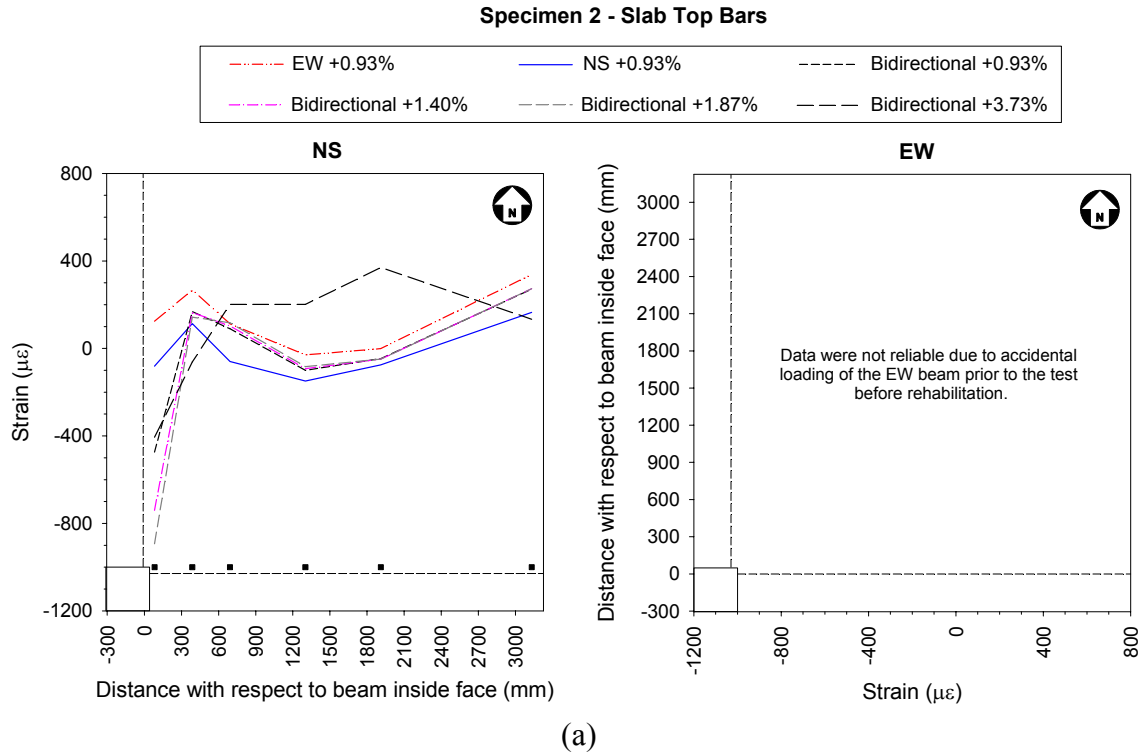 Specimen 2 - Slab Top Bars
EW +0.93%
NS +0.93%
Bidirectional +0.93%
Bidirectional +1.40%
Bidirectional +1.87%
Bidirectional +3.73%
NS
800
400
0
-400
-800
-1200
Strain (με)
N
-300
0
300
600
900
1200
1500
1800
2100
2400
2700
3000
Distance with respect to beam inside face (mm)
EW
3000
2700
2400
2100
1800
1500
1200
900
600
300
0
-300
Distance with respect to beam inside face (mm)
N
Data were not reliable due to accidental
loading of the EW beam prior to the test
before rehabilitation.
-1200
-800
-400
0
400
800
Strain (με)
(a)